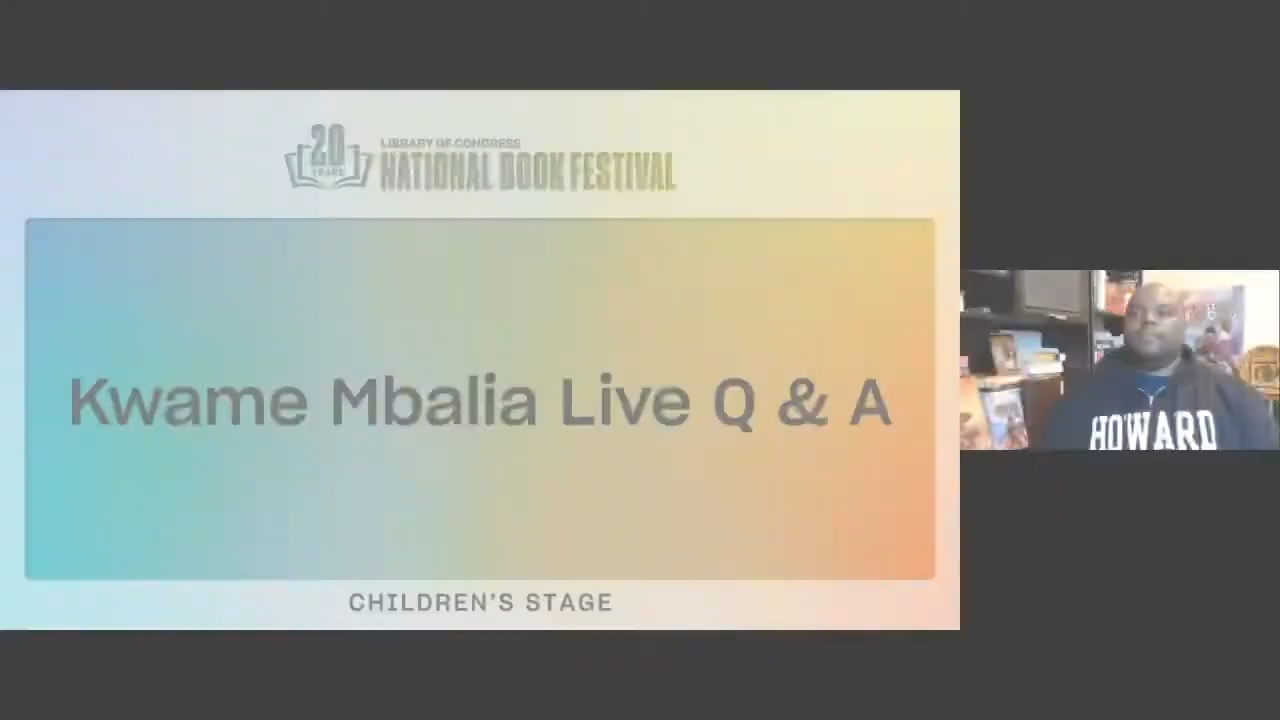 20
YEARS
LIBRARY OF CONGRESS
NATIONAL BOOK FESTIVAL
Kwame Mbalia Live Q & A
CHILDREN'S STAGE
HOWARD